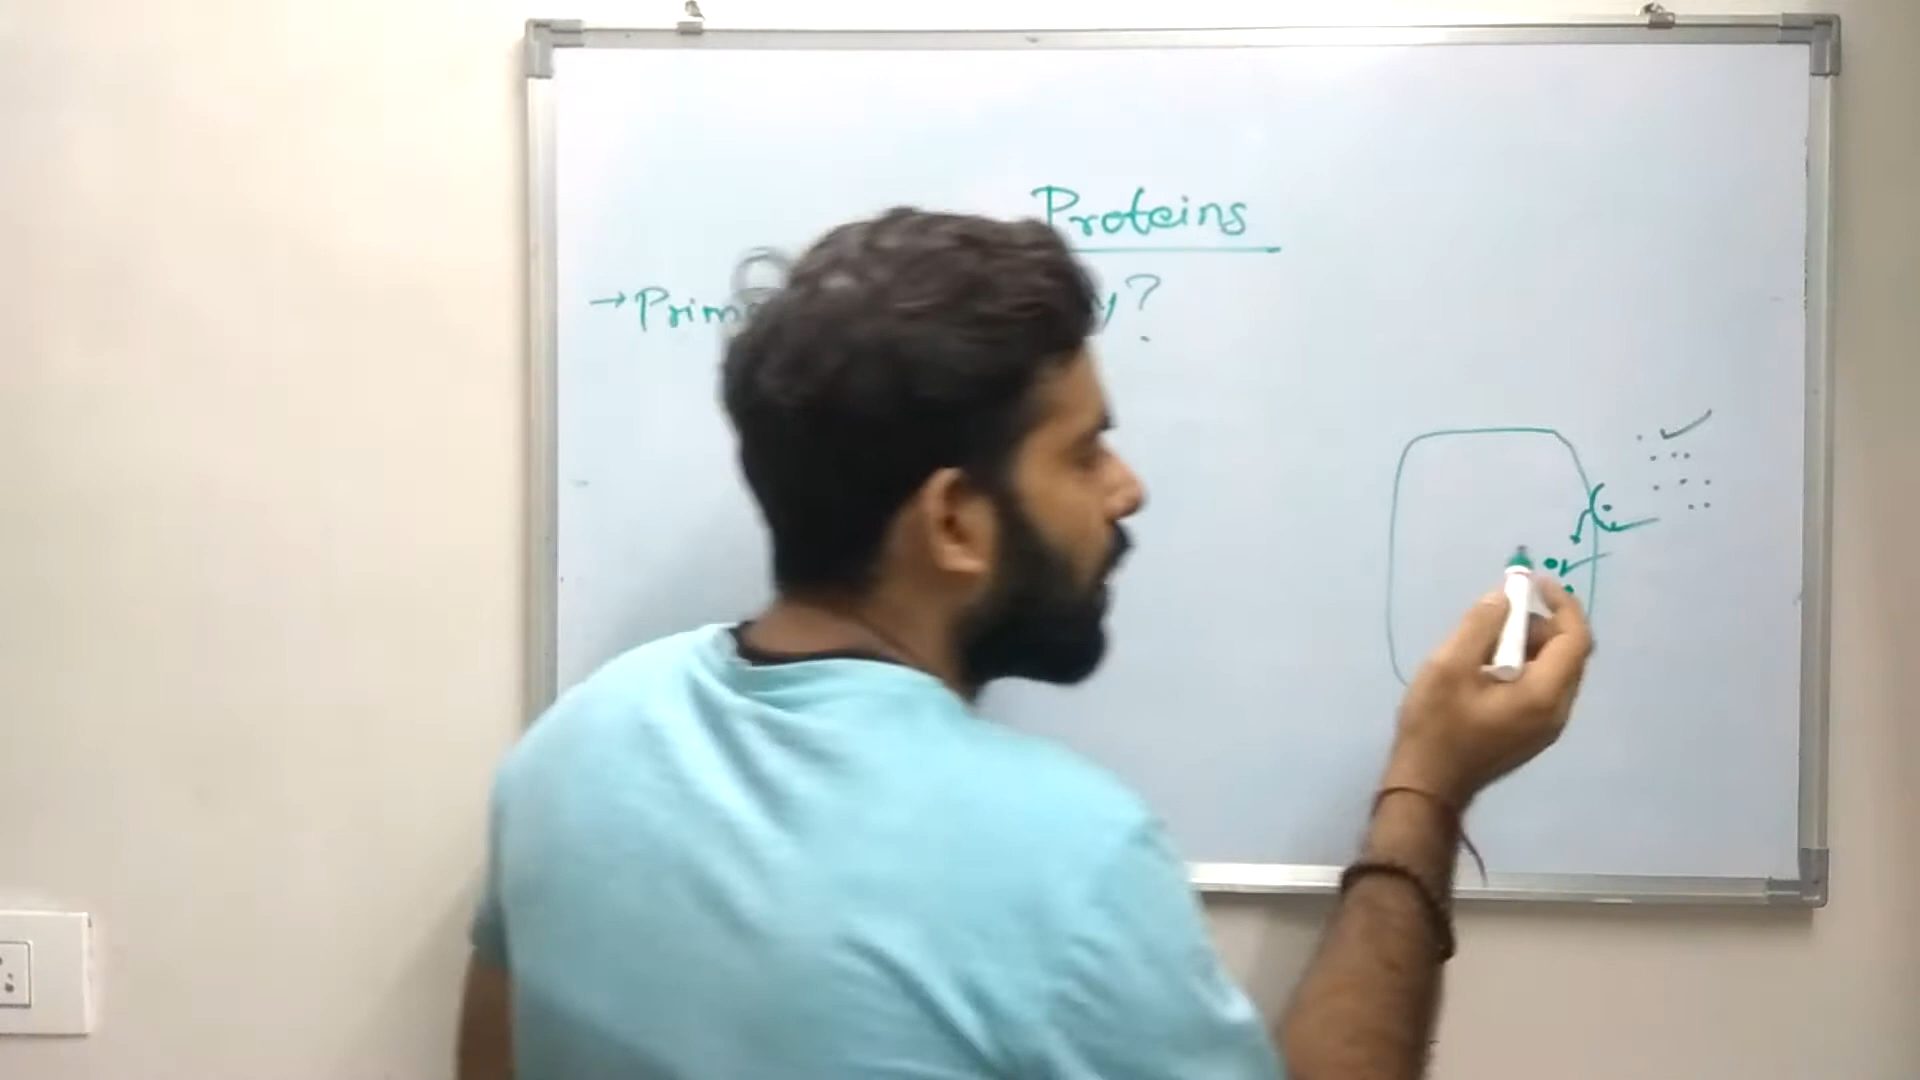 Proteins
→ Prim y?